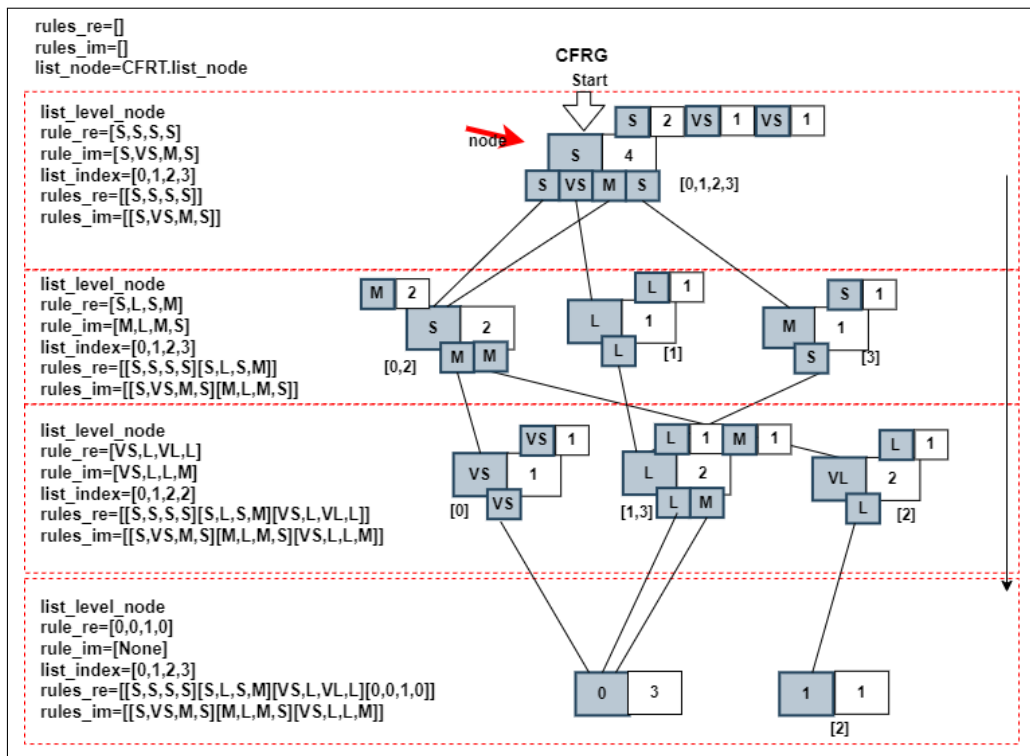 rules_re=[]
rules_im=[]
list_node=CFRT.list_node
CFRG
Start
list_level_node
rule_re=[S,S,S,S]
rule_im=[S,VS,M,S]
list_index=[0,1,2,3]
rules_re=[[S,S,S,S]]
rules_im=[[S,VS,M,S]]
S 2 VS 1 VS 1
node
S 4
S VS M S
[0,1,2,3]
list_level_node
rule_re=[S,L,S,M]
rule_im=[M,L,M,S]
list_index=[0,1,2,3]
rules_re=[[S,S,S,S][S,L,S,M]]
rules_im=[[S,VS,M,S][M,L,M,S]]
M 2
S 2
M M
[0,2]
L 1
L 1
L
[1]
S 1
M 1
S
[3]
list_level_node
rule_re=[VS,L,VL,L]
rule_im=[VS,L,L,M]
list_index=[0,1,2,2]
rules_re=[[S,S,S,S][S,L,S,M][VS,L,VL,L]]
rules_im=[[S,VS,M,S][M,L,M,S][VS,L,L,M]]
VS 1
VS 1
VS
[0]
L 1 M 1
L 2
L M
[1,3]
L 1
VL 2
L
[2]
list_level_node
rule_re=[0,0,1,0]
rule_im=[None]
list_index=[0,1,2,3]
rules_re=[[S,S,S,S][S,L,S,M][VS,L,VL,L][0,0,1,0]]
rules_im=[[S,VS,M,S][M,L,M,S][VS,L,L,M]]
0 3
1 1
[2]